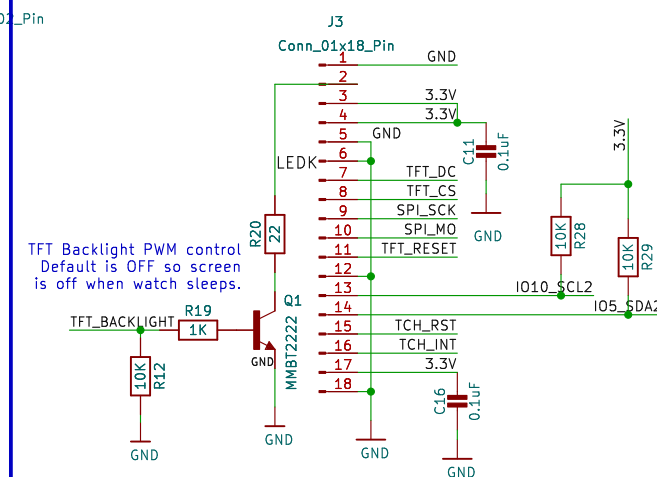 02_Pin
J3
Conn_01x18_Pin
1
GND
2
3
3.3V
4
3.3V
5
GND
6
LEDK
7
TFT_DC
8
TFT_CS
9
SPI_SCK
10
SPI_MO
11
TFT_RESET
12
13
IO10_SCL2
14
IO5_SDA2
15
TCH_RST
16
TCH_INT
17
3.3V
18
C11
0.1uF
GND
3.3V
10K
R28
10K
R29
R20
22
TFT Backlight PWM control
Default is OFF so screen
is off when watch sleeps.
TFT_BACKLIGHT
R19
1K
Q1
MMBT2222
GND
10K
R12
GND
GND
GND
C16
0.1uF
GND